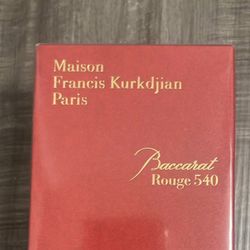 Maison
Francis Kurkdjian
Paris
Baccarat
Rouge 540